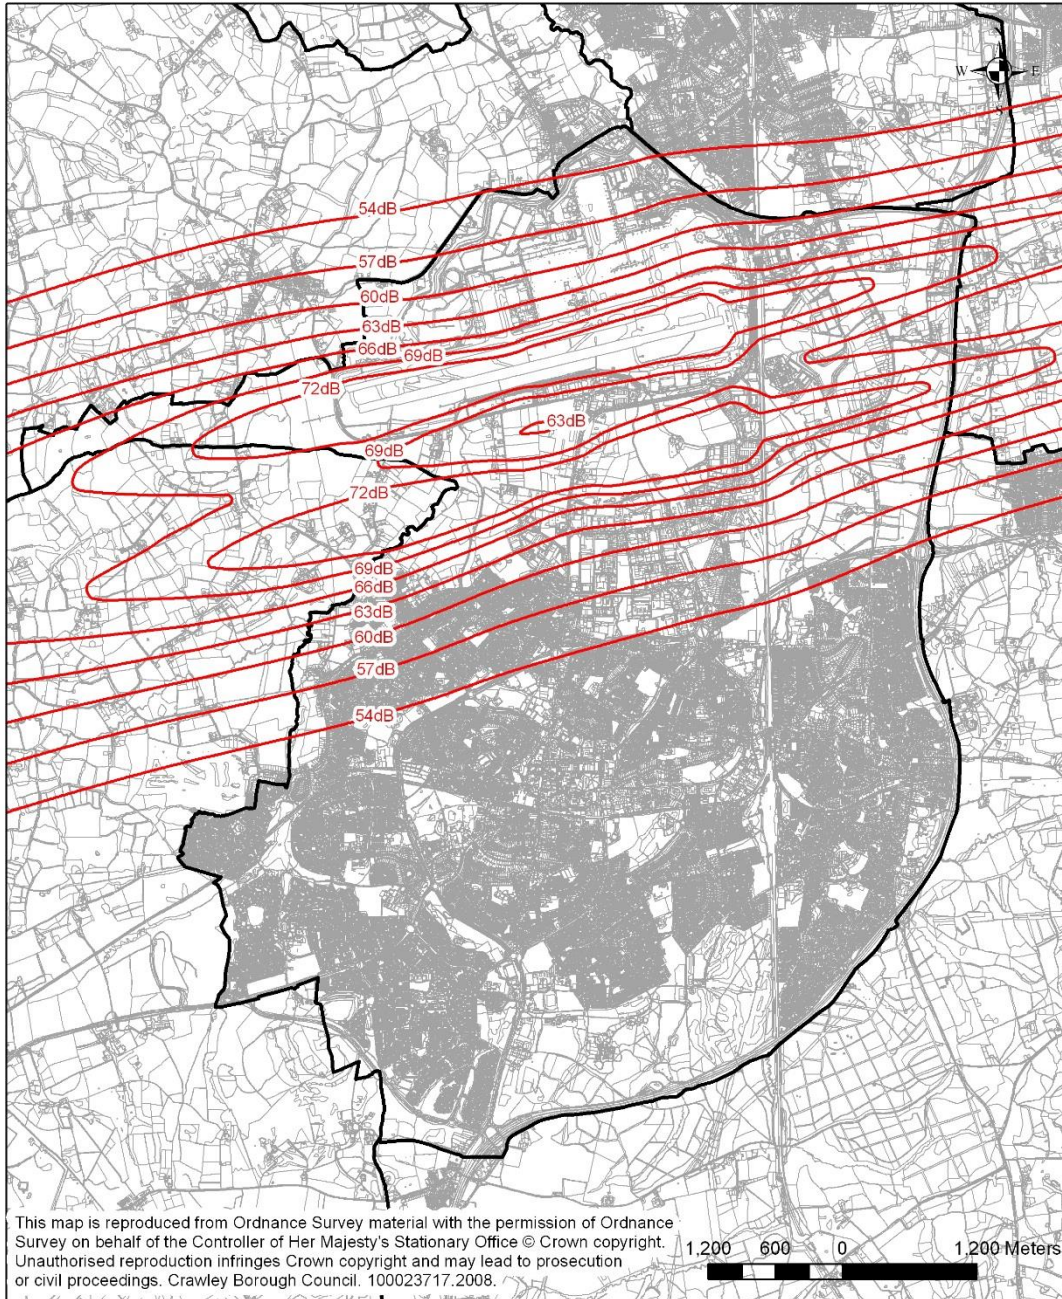 W E
S
54dB
57dB
60dB
63dB
66dB
69dB
72dB
63dB
69dB
72dB
69dB
66dB
63dB
60dB
57dB
54dB
This map is reproduced from Ordnance Survey material with the permission of Ordnance
Survey on behalf of the Controller of Her Majesty's Stationary Office © Crown copyright.
Unauthorised reproduction infringes Crown copyright and may lead to prosecution
or civil proceedings. Crawley Borough Council. 100023717.2008.
1,200 600 0 1,200 Meters